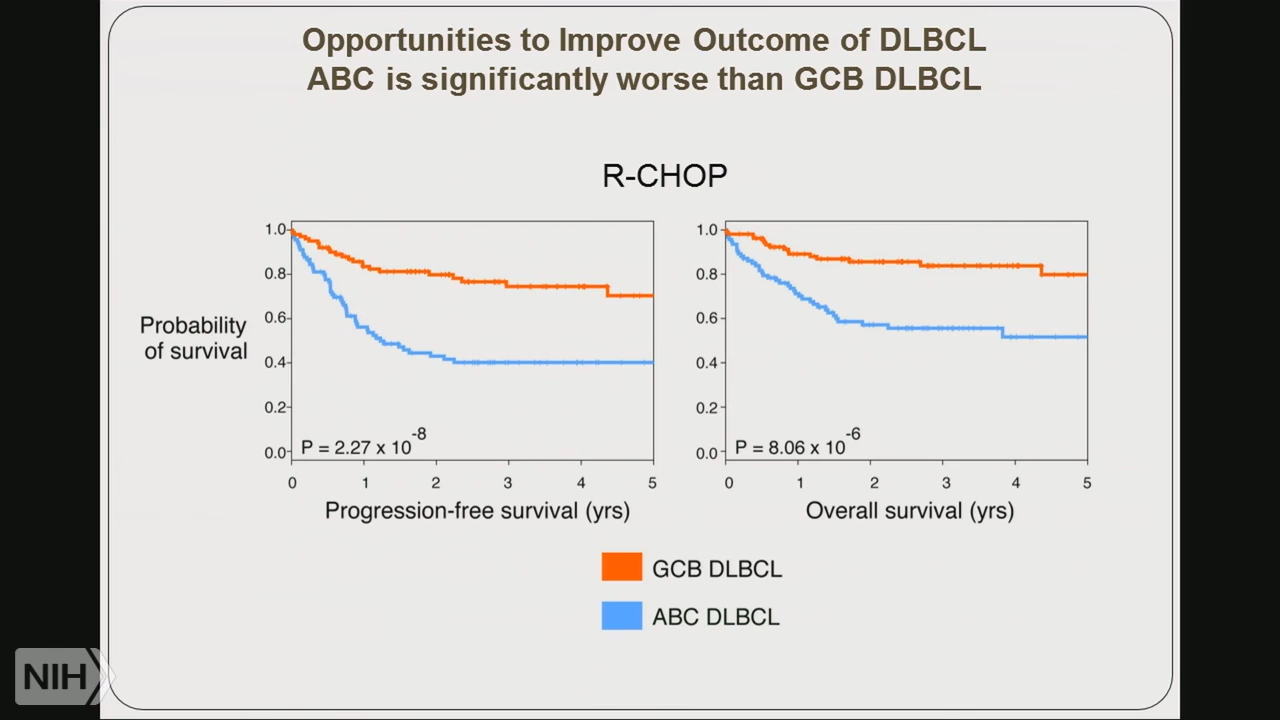 Opportunities to Improve Outcome of DLBCL
ABC is significantly worse than GCB DLBCL
R-CHOP
Probability
of survival
1.0
0.8
0.6
0.4
0.2
0.0
P = 2.27 x 10-8
0 1 2 3 4 5
Progression-free survival (yrs)
1.0
0.8
0.6
0.4
0.2
0.0
P = 8.06 x 10-6
0 1 2 3 4 5
Overall survival (yrs)
GCB DLBCL
ABC DLBCL
NIH